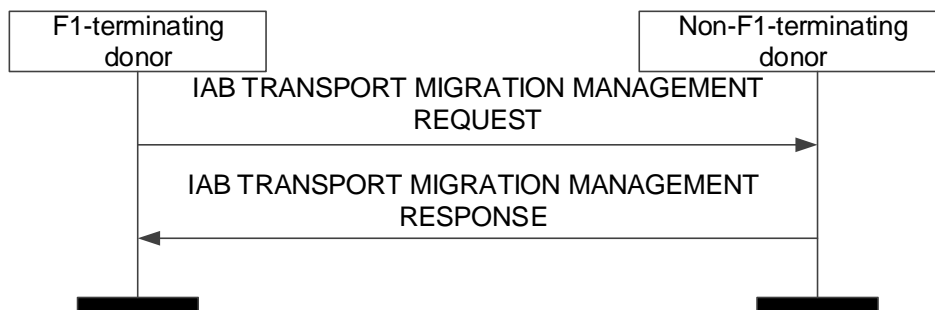 F1-terminating
donor
Non-F1-terminating
donor
IAB TRANSPORT MIGRATION MANAGEMENT
REQUEST
IAB TRANSPORT MIGRATION MANAGEMENT
RESPONSE